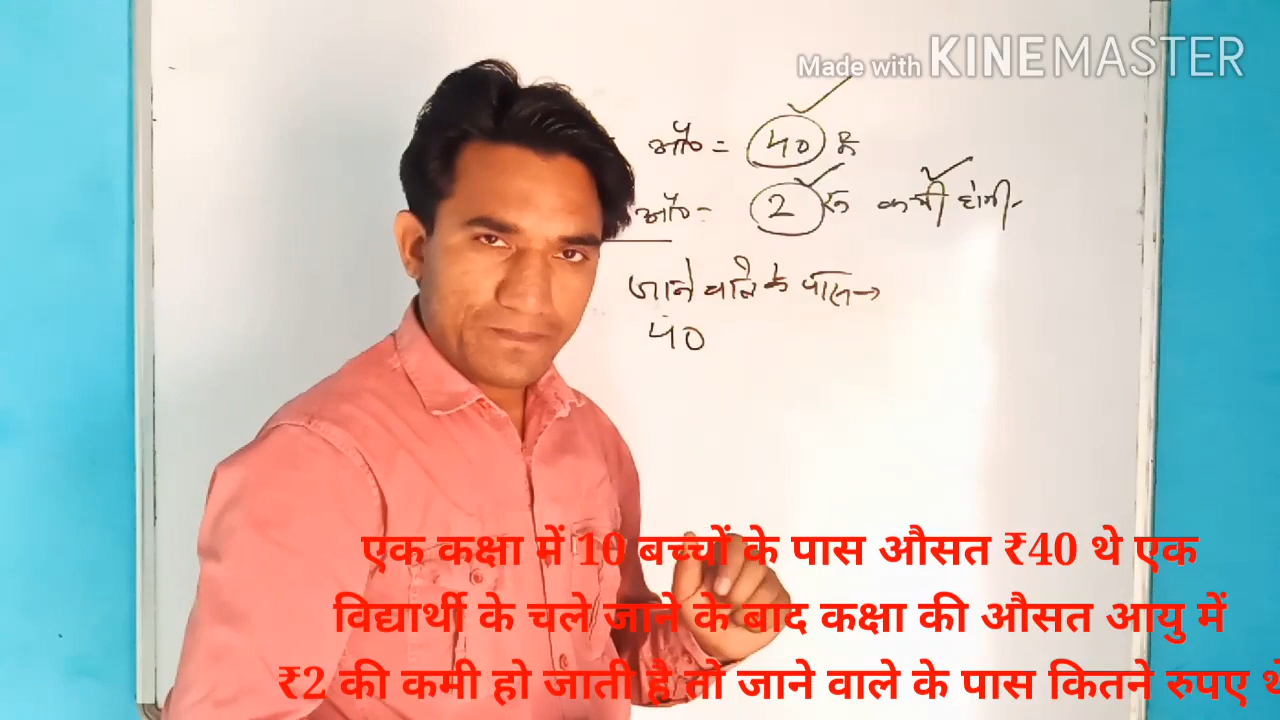 Made with KINEMASTER
औ० = 40 रु
औ० = 2 रु कमी होगी-
जाने वाले के पास→
40
एक कक्षा में 10 बच्चों के पास औसत ₹40 थे एक
विद्यार्थी के चले जाने के बाद कक्षा की औसत आयु में
₹2 की कमी हो जाती है तो जाने वाले के पास कितने रुपए थे